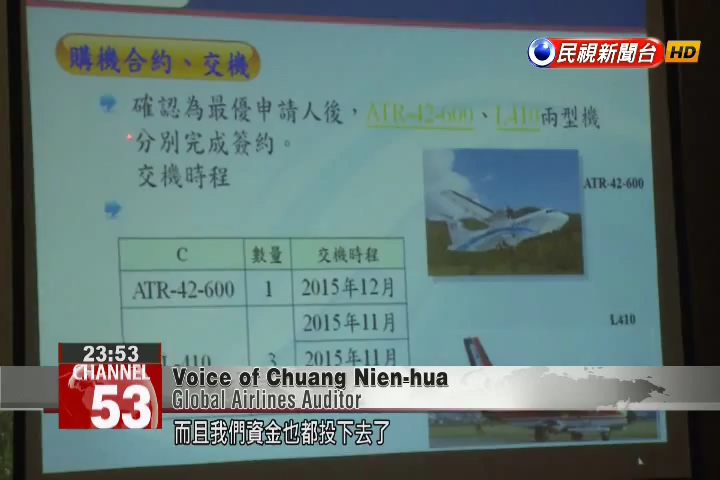 民視新聞台 HD
購機合約、交機
確認為最優申請人後，ATR-42-600、L410兩型機
分別完成簽約。
交機時程
ATR-42-600
C 數量 交機時程
ATR-42-600 1 2015年12月
2015年11月
L-410 3 2015年11月
L410
23:53
CHANNEL
53
Voice of Chuang Nien-hua
Global Airlines Auditor
而且我們資金也都投下去了